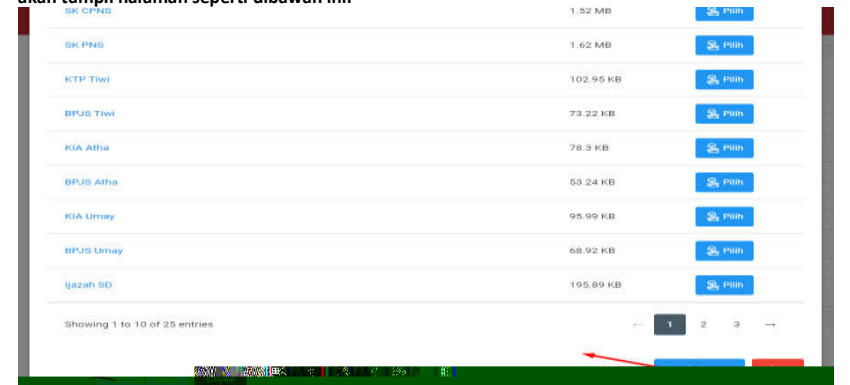 akan tampil halaman seperti dibawah ini:
SK CPNS 1.52 MB Pilih
SK PNS 1.62 MB Pilih
KTP Tiwi 102.95 KB Pilih
BPJS Tiwi 73.22 KB Pilih
KIA Atha 78.3 KB Pilih
BPJS Atha 53.24 KB Pilih
KIA Umay 95.99 KB Pilih
BPJS Umay 68.92 KB Pilih
Ijazah SD 195.89 KB Pilih
Showing 1 to 10 of 25 entries ← 1 2 3 →